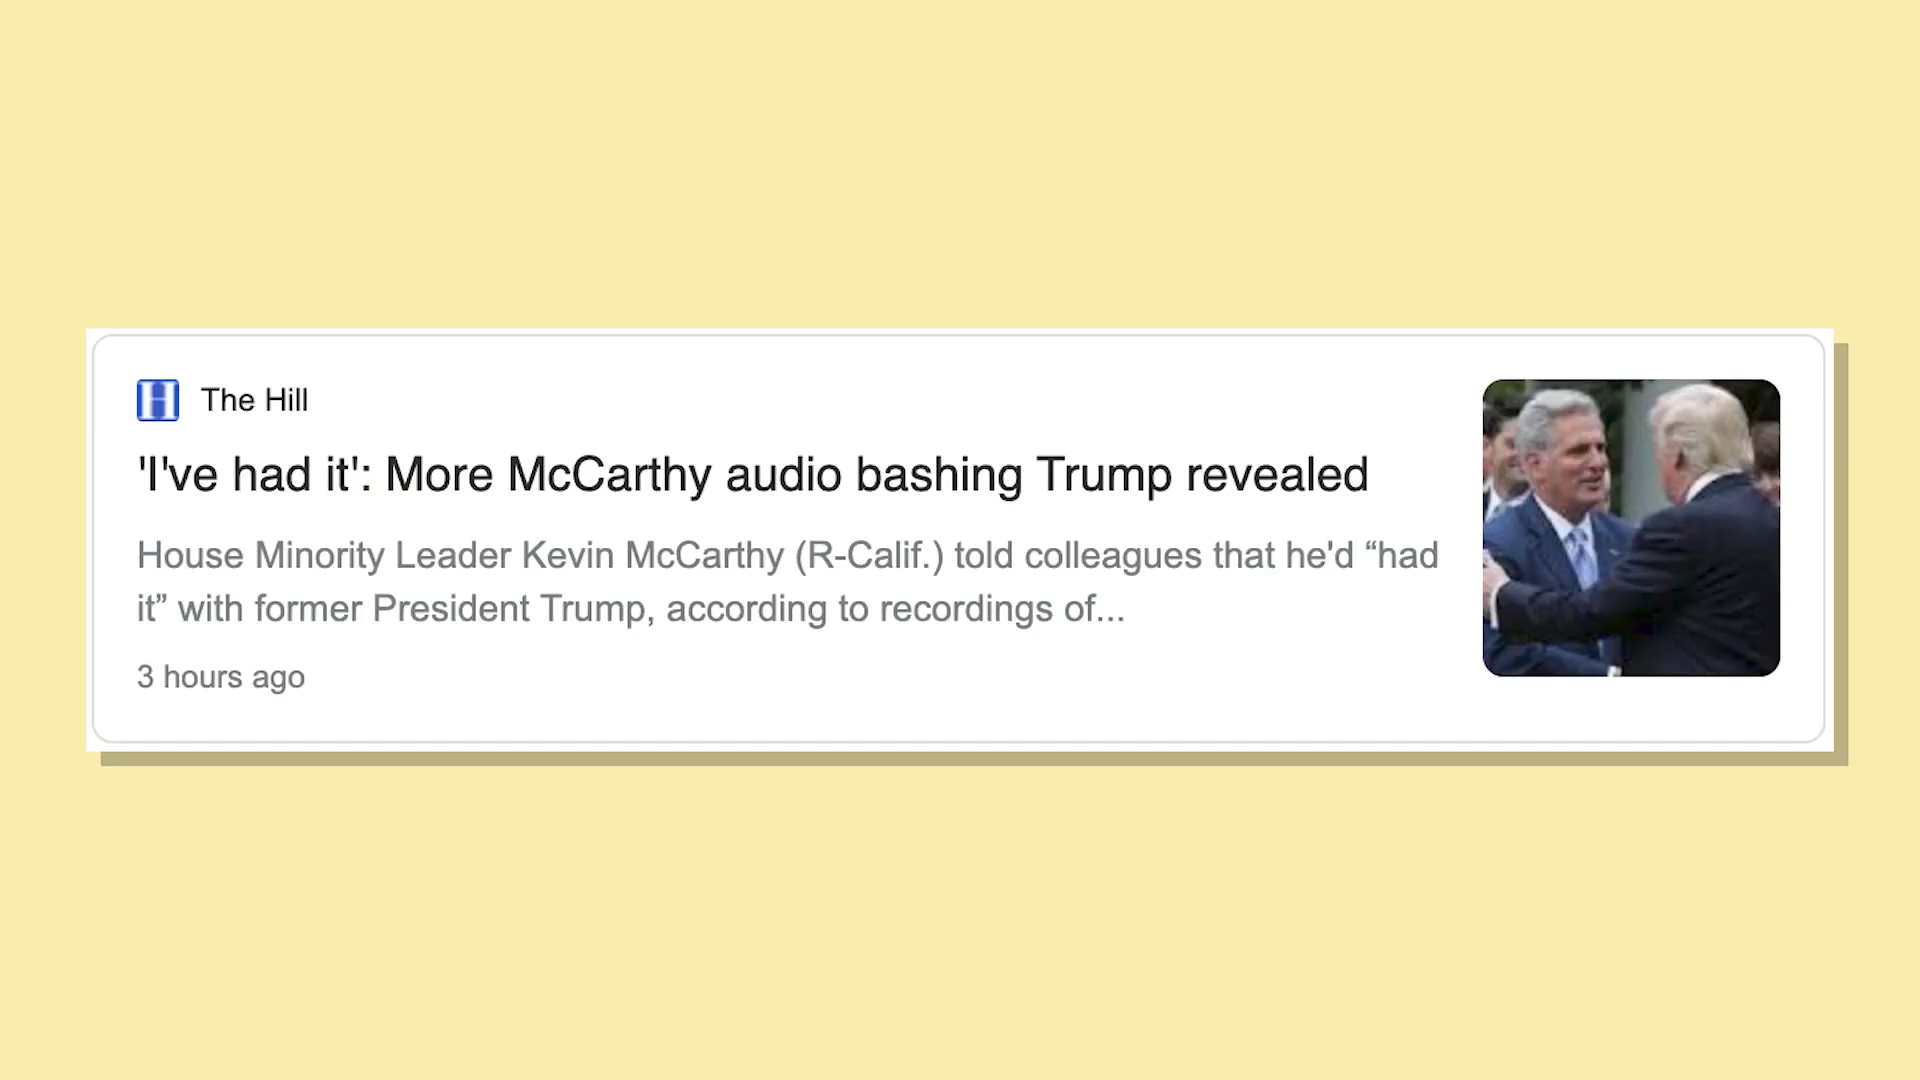 The Hill
'I've had it': More McCarthy audio bashing Trump revealed
House Minority Leader Kevin McCarthy (R-Calif.) told colleagues that he'd “had
it” with former President Trump, according to recordings of...
3 hours ago